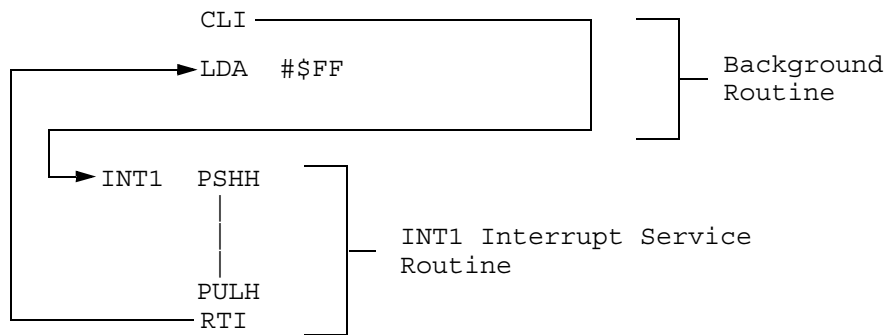 CLI
LDA #$FF
Background
Routine
INT1 PSHH
INT1 Interrupt Service
Routine
PULH
RTI